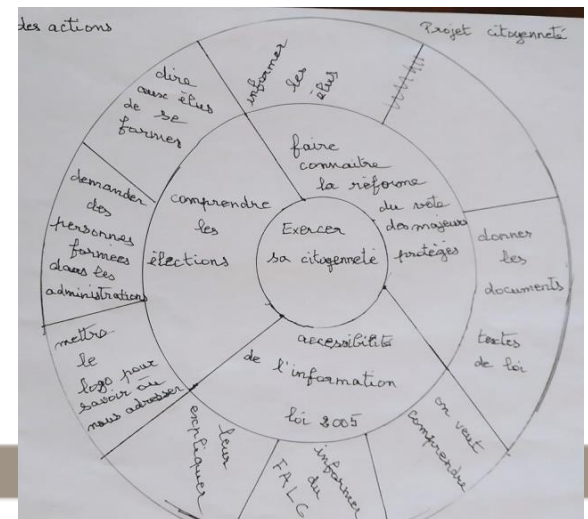 des actions
Projet citoyenneté
Exercer
sa citoyenneté
faire
connaitre
la réforme
du vote
des majeurs
protégés
accessibilité
de l'information
loi 2005
comprendre
les
élections
informer
les
élus
donner
les
documents
textes
de loi
on veut
comprendre
informer
du
FALC
leur
expliquer
mettre
le
logo pour
savoir où
nous adresser
demander
des
personnes
formées
dans les
administrations
dire
aux élus
de se
former